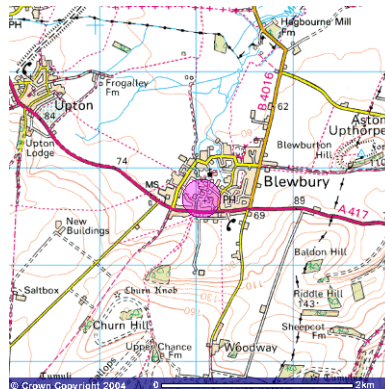 PH
Hagbourne Mill
Fm
Frogalley
Fm
Upton
84
Upton
Lodge
B4016
62
Aston
Upthorpe
Blewburton
Hill
74
Blewbury
MS
PH
69
89
A 417
New
Buildings
Baldon Hill
Saltbox
Churn Knob
Riddle Hill
143
Churn Hill
Sheepcot
Fm
Upper Chance
Fm
Woodway
Tumuli
Tumuli
© Crown Copyright 2004
0
2km